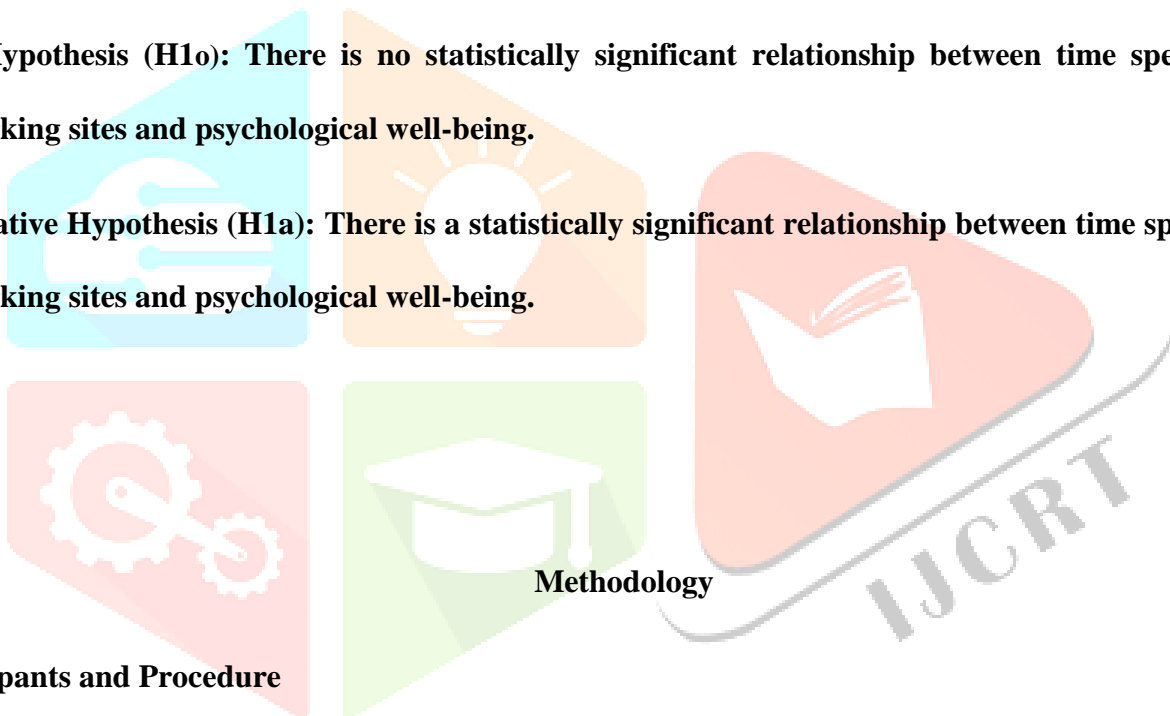 ypothesis (H1o): There is no statistically significant relationship between time spe
king sites and psychological well-being.
ative Hypothesis (H1a): There is a statistically significant relationship between time sp
king sites and psychological well-being.
IJCRT
Methodology
pants and Procedure